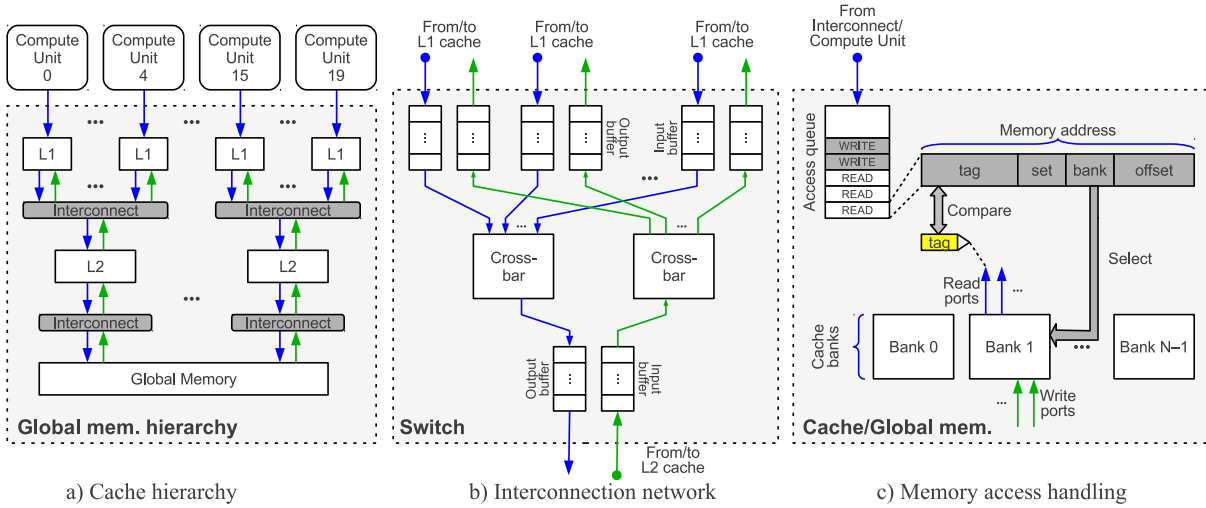 Compute
Unit
0
Compute
Unit
4
Compute
Unit
15
Compute
Unit
19
...
...
...
L1
L1
L1
L1
...
...
Interconnect
Interconnect
L2
L2
...
Interconnect
Interconnect
Global Memory
Global mem. hierarchy
a) Cache hierarchy
From/to
L1 cache
From/to
L1 cache
From/to
L1 cache
...
...
...
Output
buffer
...
Input
buffer
...
...
...
...
...
Cross-
bar
Cross-
bar
Output
buffer
...
...
Input
buffer
Switch
From/to
L2 cache
b) Interconnection network
From
Interconnect/
Compute Unit
Access queue
WRITE
WRITE
READ
READ
READ
Memory address
tag
set
bank
offset
Compare
tag
Select
Read
ports
...
Cache
banks
Bank 0
Bank 1
...
Bank N–1
...
Write
ports
Cache/Global mem.
c) Memory access handling